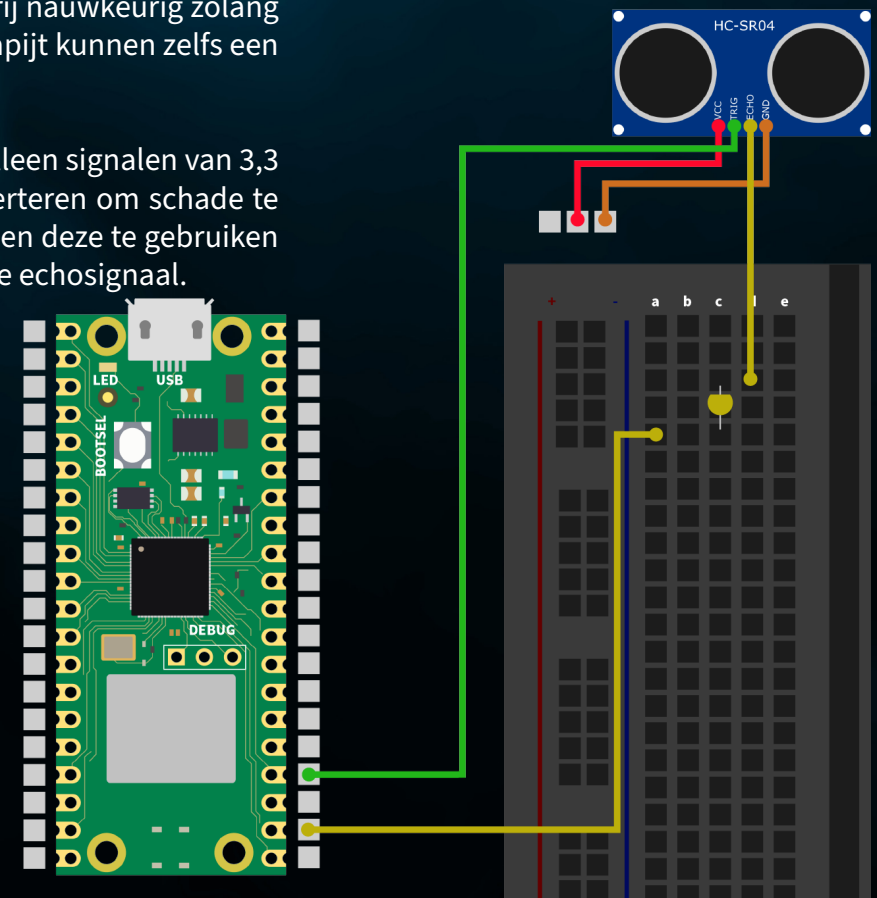 rij nauwkeurig zolang
apijt kunnen zelfs een
lleen signalen van 3,3
erteren om schade te
en deze te gebruiken
e echosignaal.
HC-SR04
VCC
TRIG
ECHO
GND
+
-
a b c d e
LED
USB
BOOTSEL
DEBUG